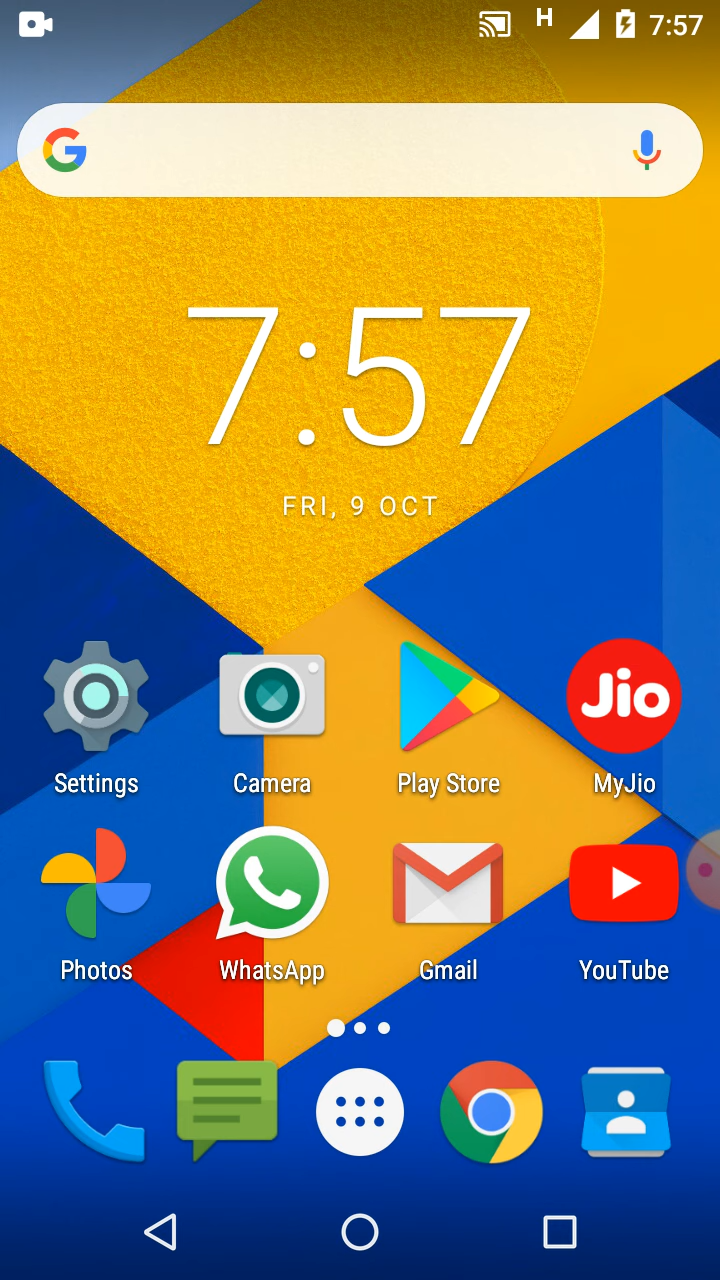 H 7:57
G
7:57
FRI, 9 OCT
Jio
Settings Camera Play Store MyJio
Photos WhatsApp Gmail YouTube